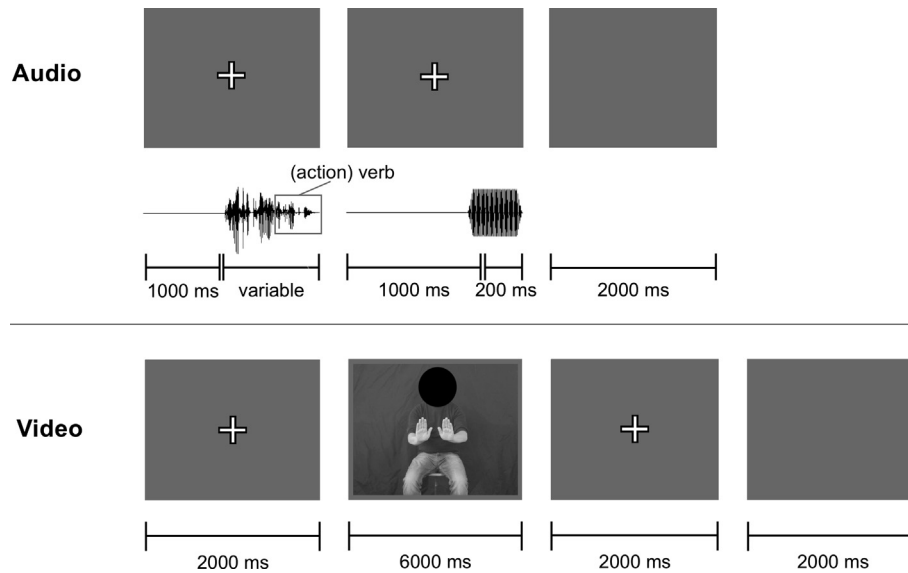 Audio
(action) verb
1000 ms variable 1000 ms 200 ms 2000 ms
Video
2000 ms 6000 ms 2000 ms 2000 ms